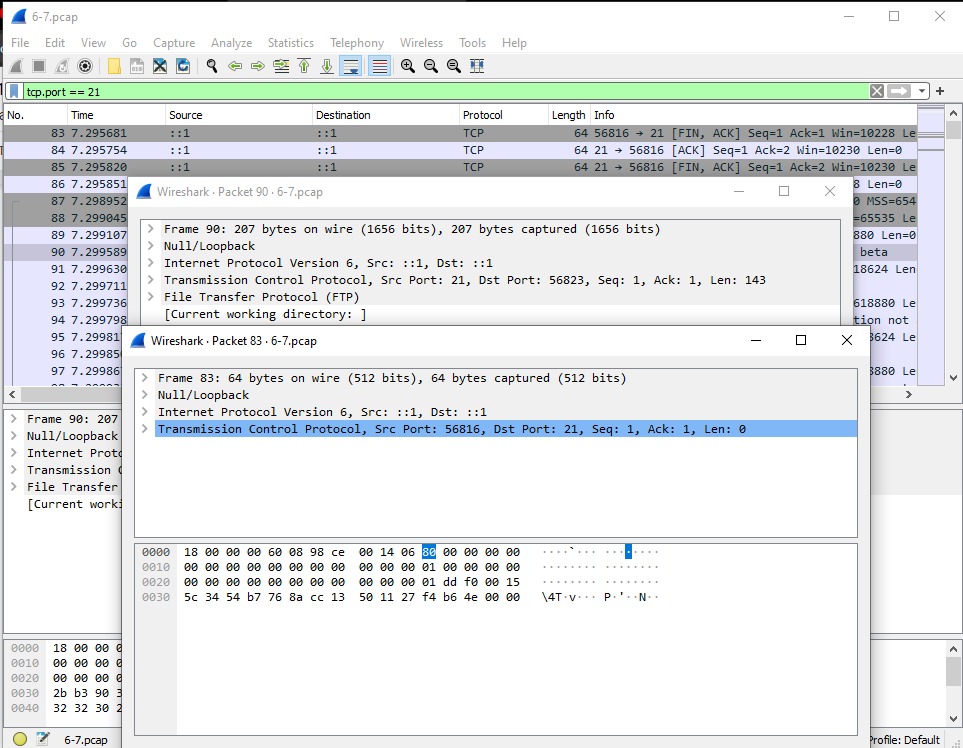 6-7.pcap
File Edit View Go Capture Analyze Statistics Telephony Wireless Tools Help
tcp.port == 21
No. Time Source Destination Protocol Length Info
83 7.295681 ::1 ::1 TCP 64 56816 → 21 [FIN, ACK] Seq=1 Ack=1 Win=10228 Le
84 7.295754 ::1 ::1 TCP 64 21 → 56816 [ACK] Seq=1 Ack=2 Win=10230 Len=0
85 7.295820 ::1 ::1 TCP 64 21 → 56816 [FIN, ACK] Seq=1 Ack=2 Win=10230 Le
86 7.295851 8 Len=0
87 7.298952 0 MSS=654
88 7.299045 =65535 Le
89 7.299107 880 Len=0
90 7.299589 beta
91 7.299630 18624 Len
92 7.299711
93 7.299736 618880 Le
94 7.299798 tion not
95 7.29981 8624 Le
96 7.29985
97 7.29986 8880 Le
Wireshark · Packet 90 · 6-7.pcap
Frame 90: 207 bytes on wire (1656 bits), 207 bytes captured (1656 bits)
Null/Loopback
Internet Protocol Version 6, Src: ::1, Dst: ::1
Transmission Control Protocol, Src Port: 21, Dst Port: 56823, Seq: 1, Ack: 1, Len: 143
File Transfer Protocol (FTP)
[Current working directory: ]
Wireshark · Packet 83 · 6-7.pcap
Frame 83: 64 bytes on wire (512 bits), 64 bytes captured (512 bits)
Null/Loopback
Internet Protocol Version 6, Src: ::1, Dst: ::1
Transmission Control Protocol, Src Port: 56816, Dst Port: 21, Seq: 1, Ack: 1, Len: 0
0000 18 00 00 00 60 08 98 ce 00 14 06 80 00 00 00 00 ····`··· ········
0010 00 00 00 00 00 00 00 00 00 00 01 00 00 00 00 00 ········ ········
0020 00 00 00 00 00 00 00 00 00 00 00 01 dd f0 00 15 ········ ········
0030 5c 34 54 b7 76 8a cc 13 50 11 27 f4 b6 4e 00 00 \4T·v··· P·'··N··
Frame 90: 207
Null/Loopback
Internet Proto
Transmission C
File Transfer
[Current worki
0000 18 00 00 0
0010 00 00 00 0
0020 00 00 00 0
0030 2b b3 90 3
0040 32 32 30 2
6-7.pcap
Profile: Default